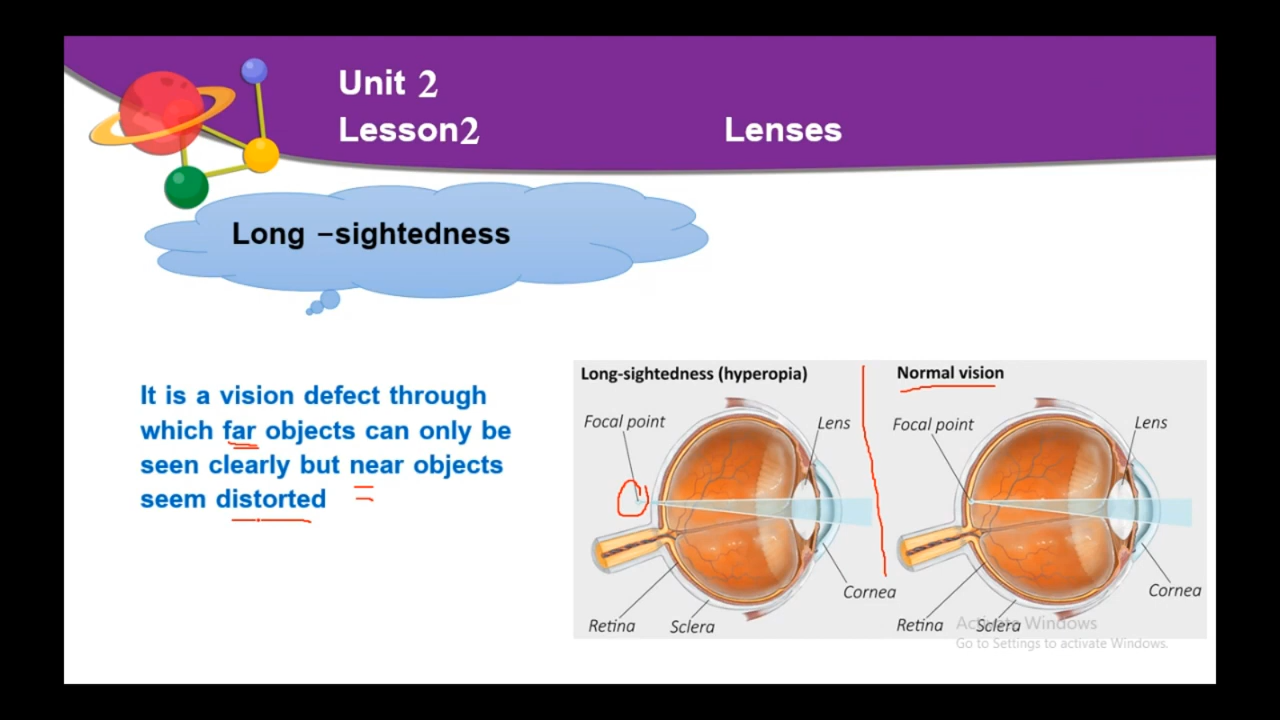 Unit 2
Lesson2 Lenses
Long –sightedness
It is a vision defect through
which far objects can only be
seen clearly but near objects
seem distorted
Long-sightedness (hyperopia)
Focal point
Lens
Cornea
Retina
Sclera
Normal vision
Focal point
Lens
Cornea
Retina
Sclera
Activate Windows
Go to Settings to activate Windows.